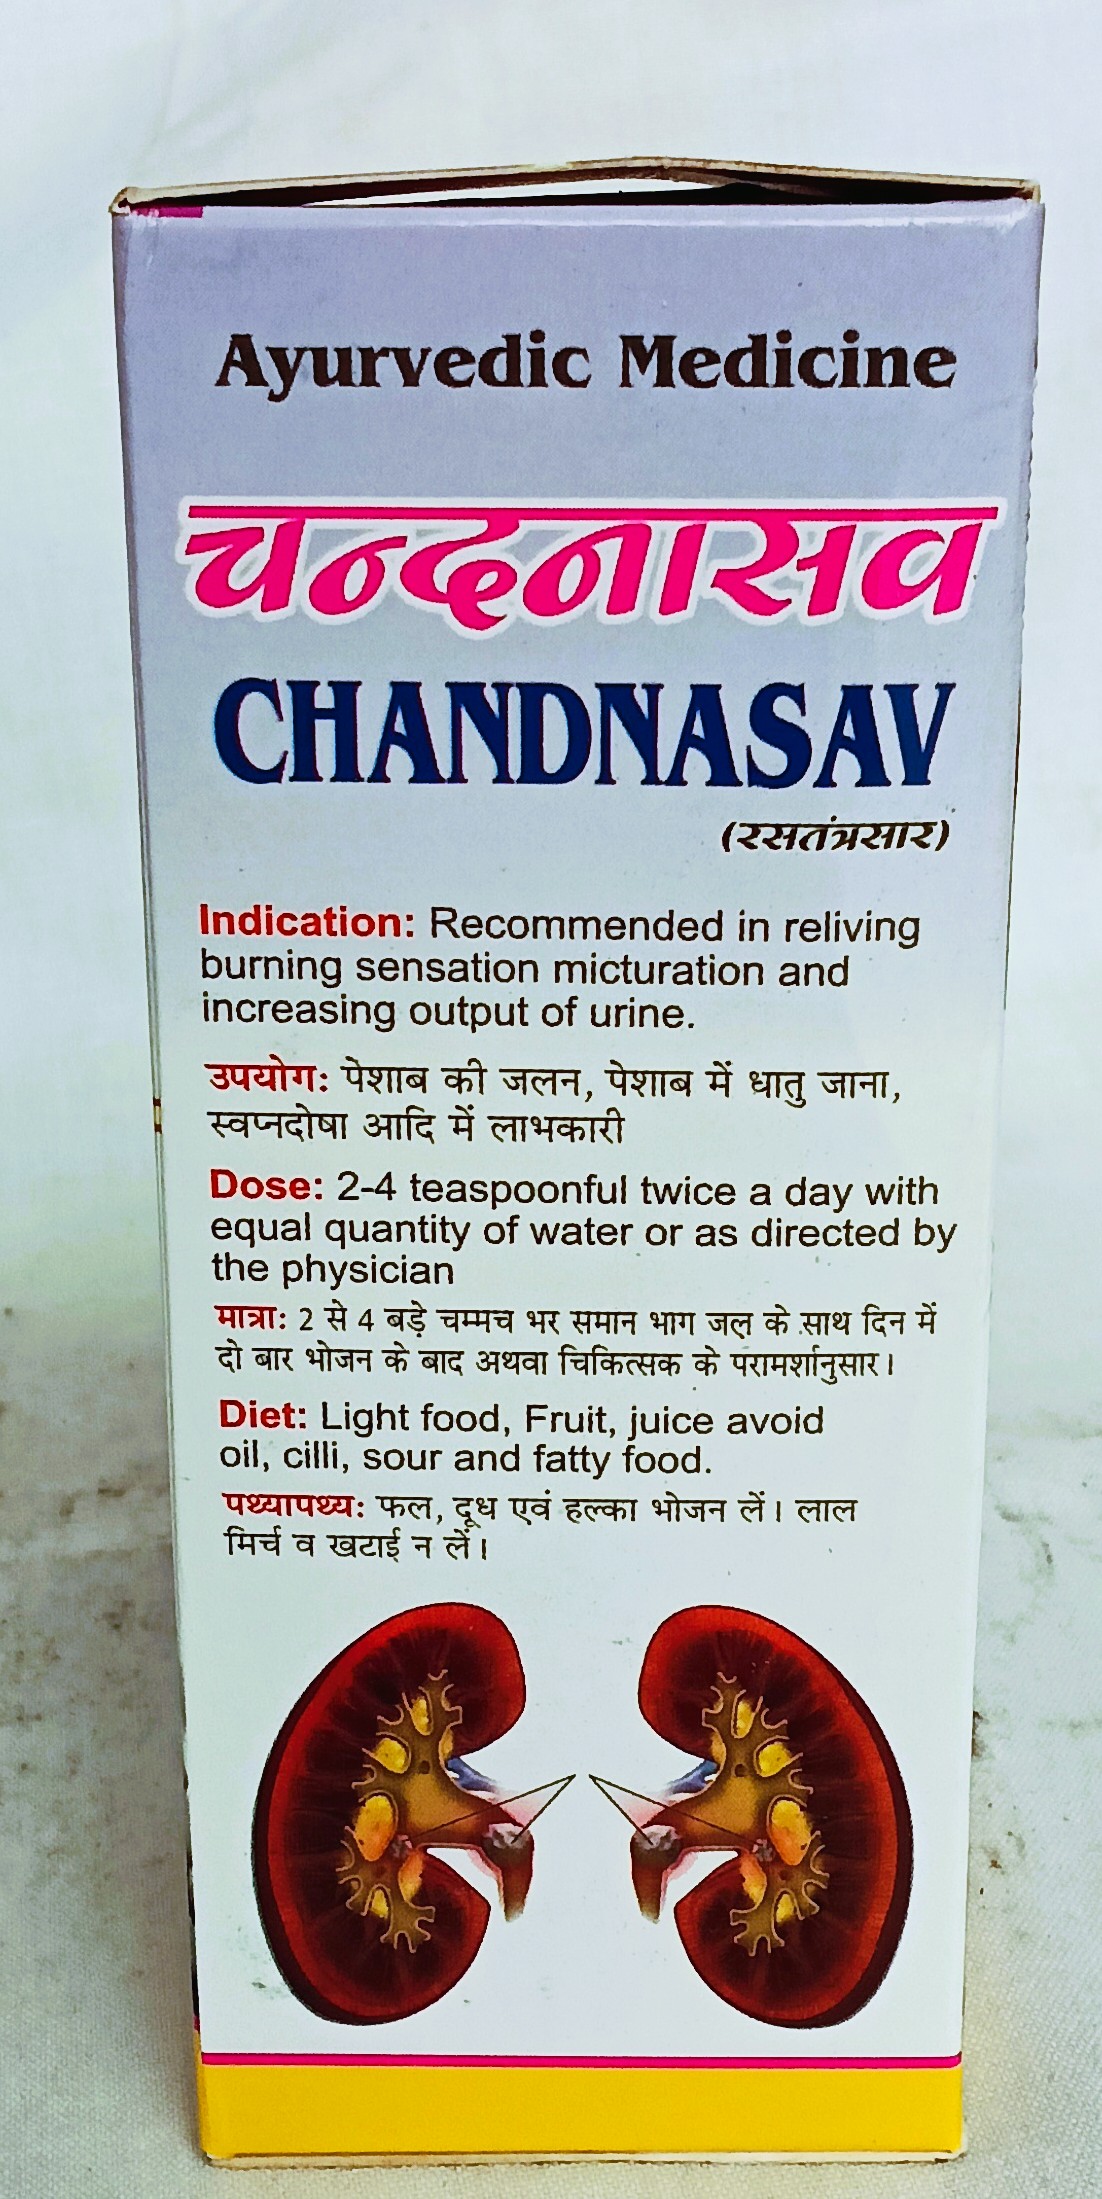 Ayurvedic Medicine
चन्दनासव
CHANDNASAV
(रसतंत्रसार)
Indication: Recommended in reliving
burning sensation micturation and
increasing output of urine.
उपयोग: पेशाब की जलन, पेशाब में धातु जाना,
स्वप्नदोषा आदि में लाभकारी
Dose: 2-4 teaspoonful twice a day with
equal quantity of water or as directed by
the physician
मात्रा: 2 से 4 बड़े चम्मच भर समान भाग जल के साथ दिन में
दो बार भोजन के बाद अथवा चिकित्सक के परामर्शानुसार।
Diet: Light food, Fruit, juice avoid
oil, cilli, sour and fatty food.
पथ्यापथ्य: फल, दूध एवं हल्का भोजन लें। लाल
मिर्च व खटाई न लें।